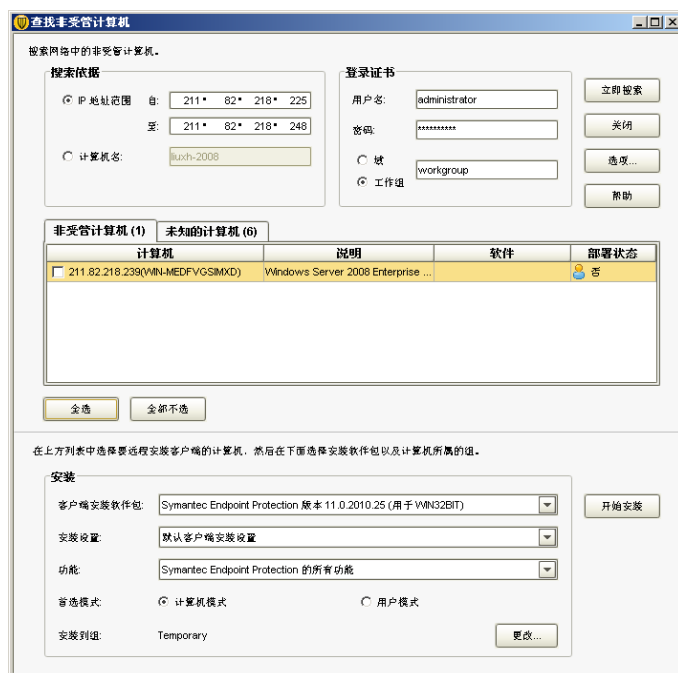 查找非受管计算机
搜索网络中的非受管计算机。
搜索依据
IP 地址范围 自: 211 . 82 . 218 . 225
至: 211 . 82 . 218 . 248
计算机名: liuxh-2008
登录证书
用户名: administrator
密码: **********
域
工作组
workgroup
立即搜索
关闭
选项...
帮助
非受管计算机 (1) 未知的计算机 (6)
计算机 说明 软件 部署状态
211.82.218.239(WIN-MEDFVGSIMXD) Windows Server 2008 Enterprise ... 否
全选 全部不选
在上方列表中选择要远程安装客户端的计算机，然后在下面选择安装软件包以及计算机所属的组。
安装
客户端安装软件包: Symantec Endpoint Protection 版本 11.0.2010.25 (用于 WIN32BIT)
开始安装
安装设置: 默认客户端安装设置
功能: Symantec Endpoint Protection 的所有功能
首选模式: 计算机模式 用户模式
安装到组: Temporary 更改...